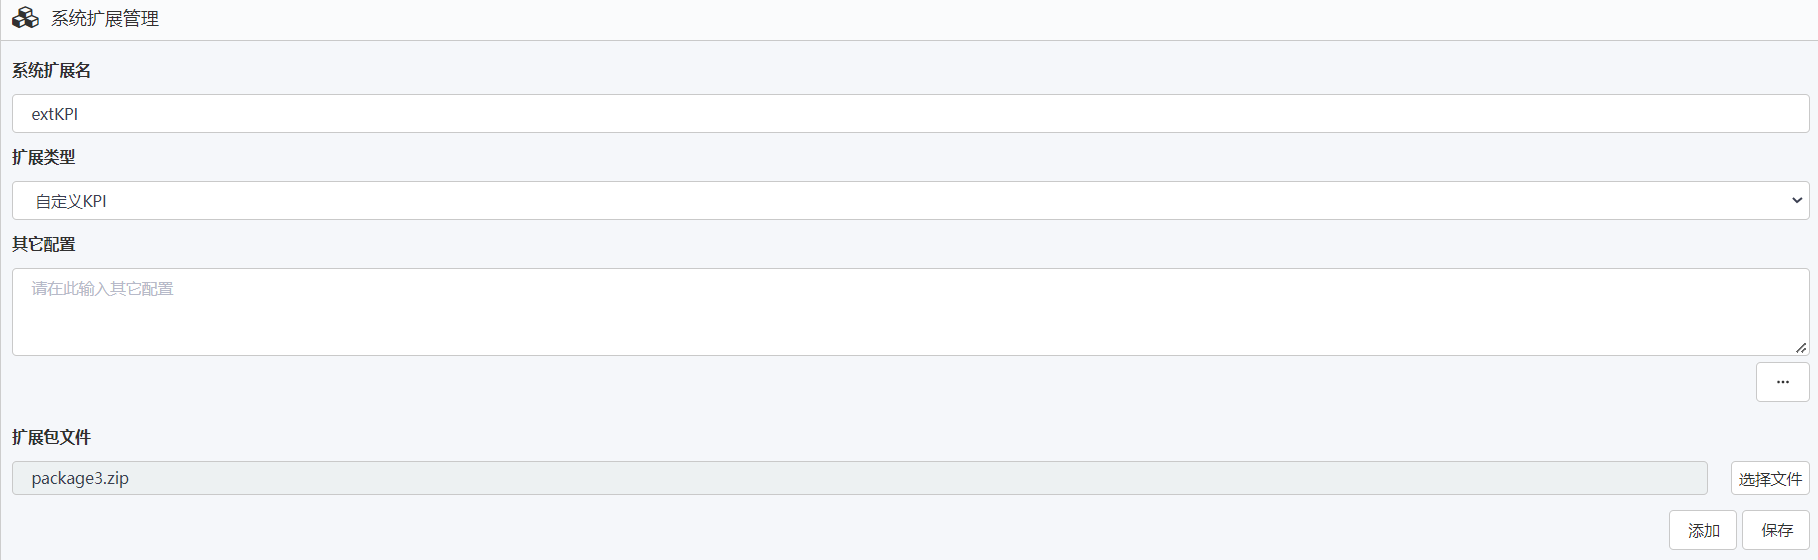 系统扩展管理
系统扩展名
extKPI
扩展类型
自定义KPI
其它配置
请在此输入其它配置
...
扩展包文件
package3.zip
选择文件
添加 保存